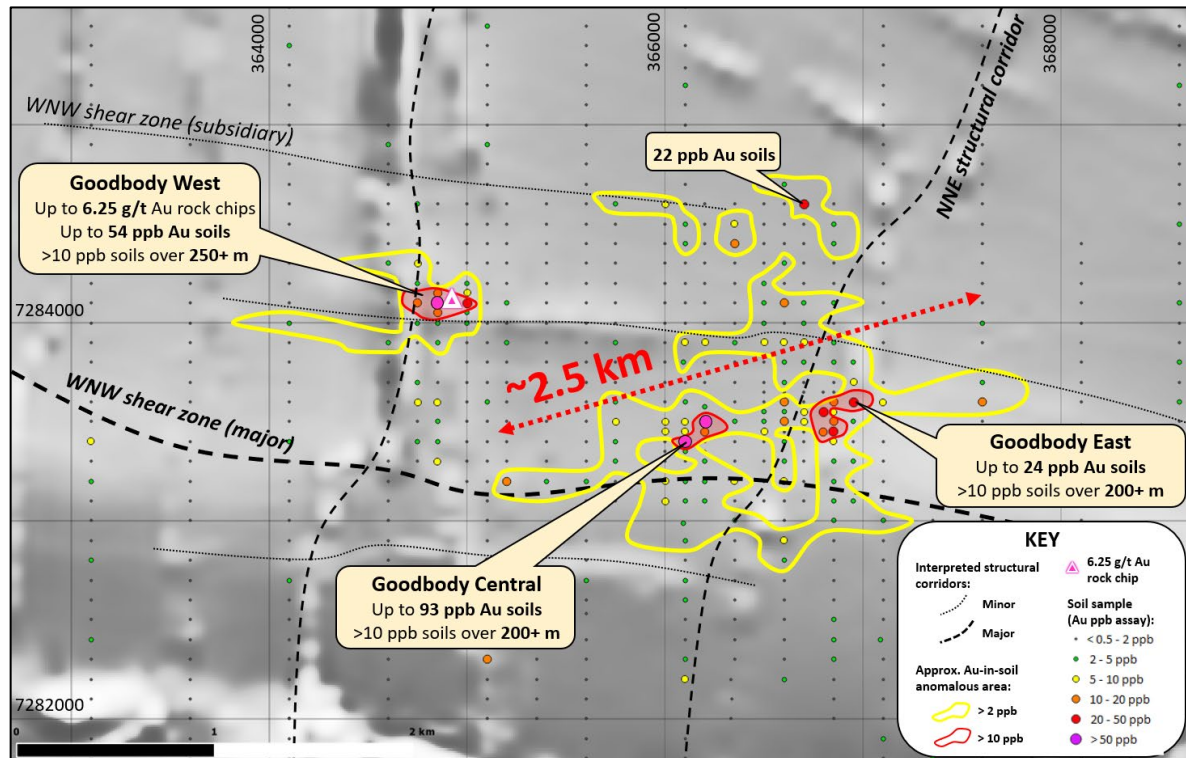 364000
366000
368000
NNE structural corridor
WNW shear zone (subsidiary)
22 ppb Au soils
Goodbody West
Up to 6.25 g/t Au rock chips
Up to 54 ppb Au soils
>10 ppb soils over 250+ m
7284000
~2.5 km
WNW shear zone (major)
Goodbody East
Up to 24 ppb Au soils
>10 ppb soils over 200+ m
Goodbody Central
Up to 93 ppb Au soils
>10 ppb soils over 200+ m
KEY
Interpreted structural
corridors:
Minor
Major
Approx. Au-in-soil
anomalous area:
> 2 ppb
> 10 ppb
6.25 g/t Au
rock chip
Soil sample
(Au ppb assay):
< 0.5 - 2 ppb
2 - 5 ppb
5 - 10 ppb
10 - 20 ppb
20 - 50 ppb
> 50 ppb
7282000
0
1
2 km